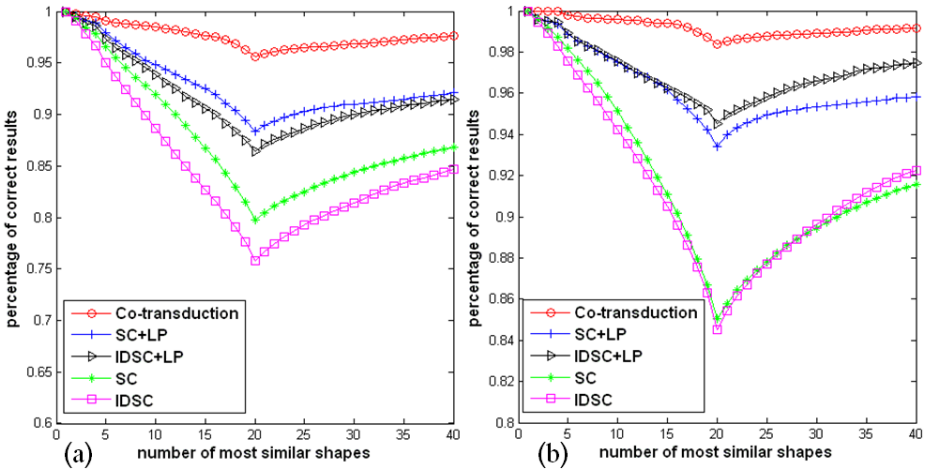 1
0.95
0.9
0.85
0.8
0.75
0.7
0.65
0.6
percentage of correct results
Co-transduction
SC+LP
IDSC+LP
SC
IDSC
0 5 10 15 20 25 30 35 40
number of most similar shapes
(a)
1
0.98
0.96
0.94
0.92
0.9
0.88
0.86
0.84
0.82
0.8
percentage of correct results
Co-transduction
SC+LP
IDSC+LP
SC
IDSC
0 5 10 15 20 25 30 35 40
number of most similar shapes
(b)